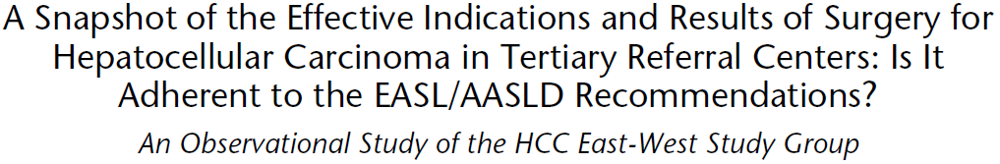 A Snapshot of the Effective Indications and Results of Surgery for
Hepatocellular Carcinoma in Tertiary Referral Centers: Is It
Adherent to the EASL/AASLD Recommendations?
An Observational Study of the HCC East-West Study Group